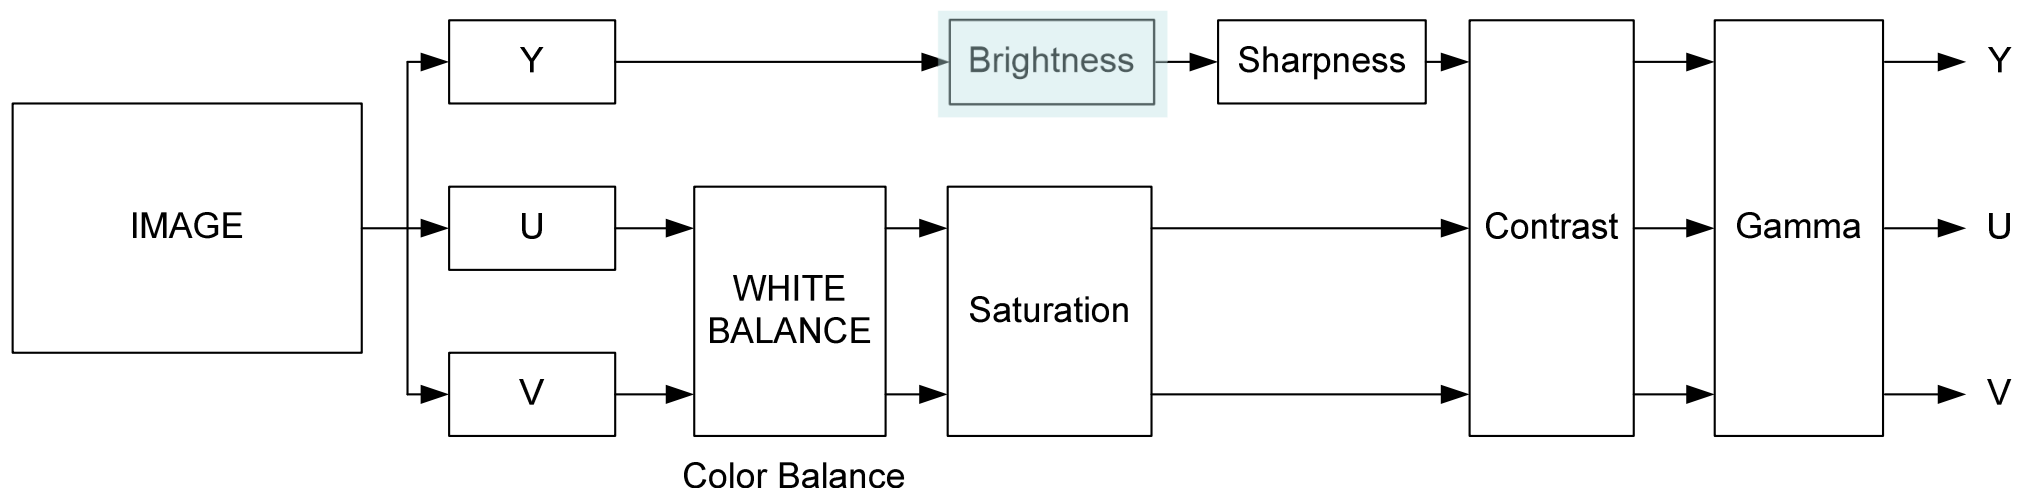 IMAGE
Y
U
V
WHITE
BALANCE
Color Balance
Brightness
Saturation
Sharpness
Contrast
Gamma
Y
U
V